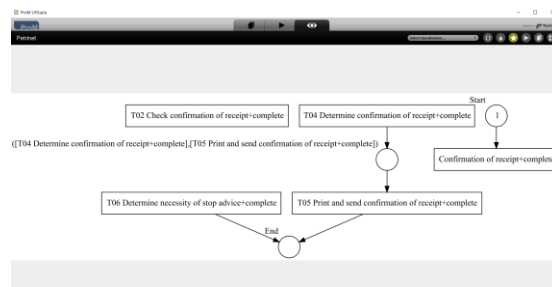 ProM UITopia
ProM
Petrinet
Select visualisation...
Start
T02 Check confirmation of receipt+complete
T04 Determine confirmation of receipt+complete
1
([T04 Determine confirmation of receipt+complete],[T05 Print and send confirmation of receipt+complete])
Confirmation of receipt+complete
T06 Determine necessity of stop advice+complete
T05 Print and send confirmation of receipt+complete
End